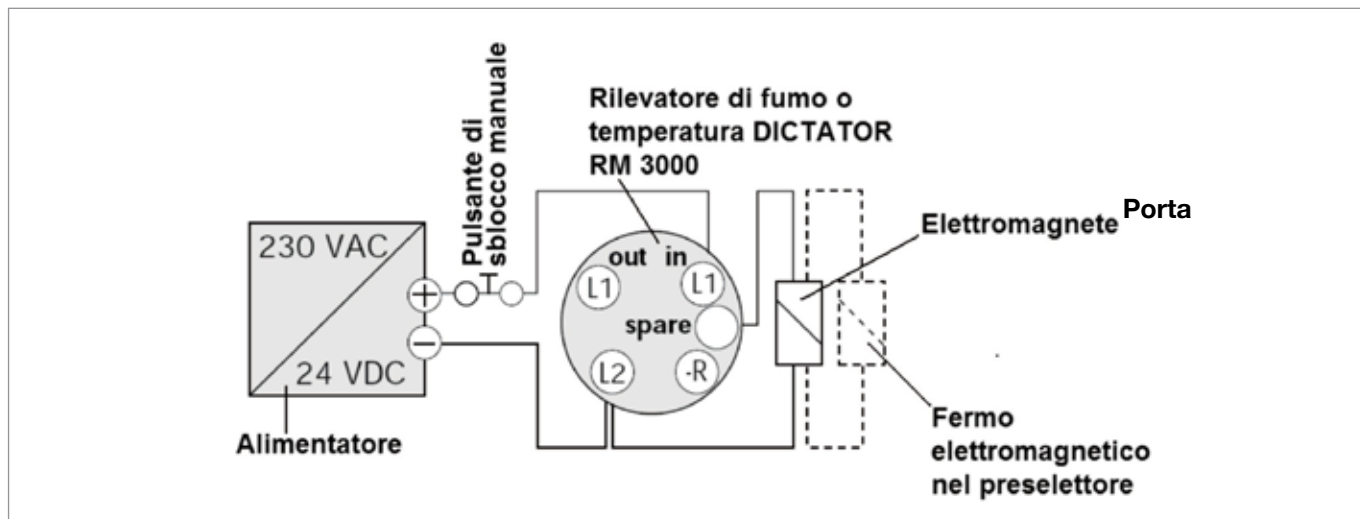 Pulsante di
sblocco manuale
Rilevatore di fumo o
temperatura DICTATOR
RM 3000
230 VAC
24 VDC
+
−
Alimentatore
out in
L1
L1
spare
L2
-R
Elettromagnete Porta
Fermo
elettromagnetico
nel preselettore